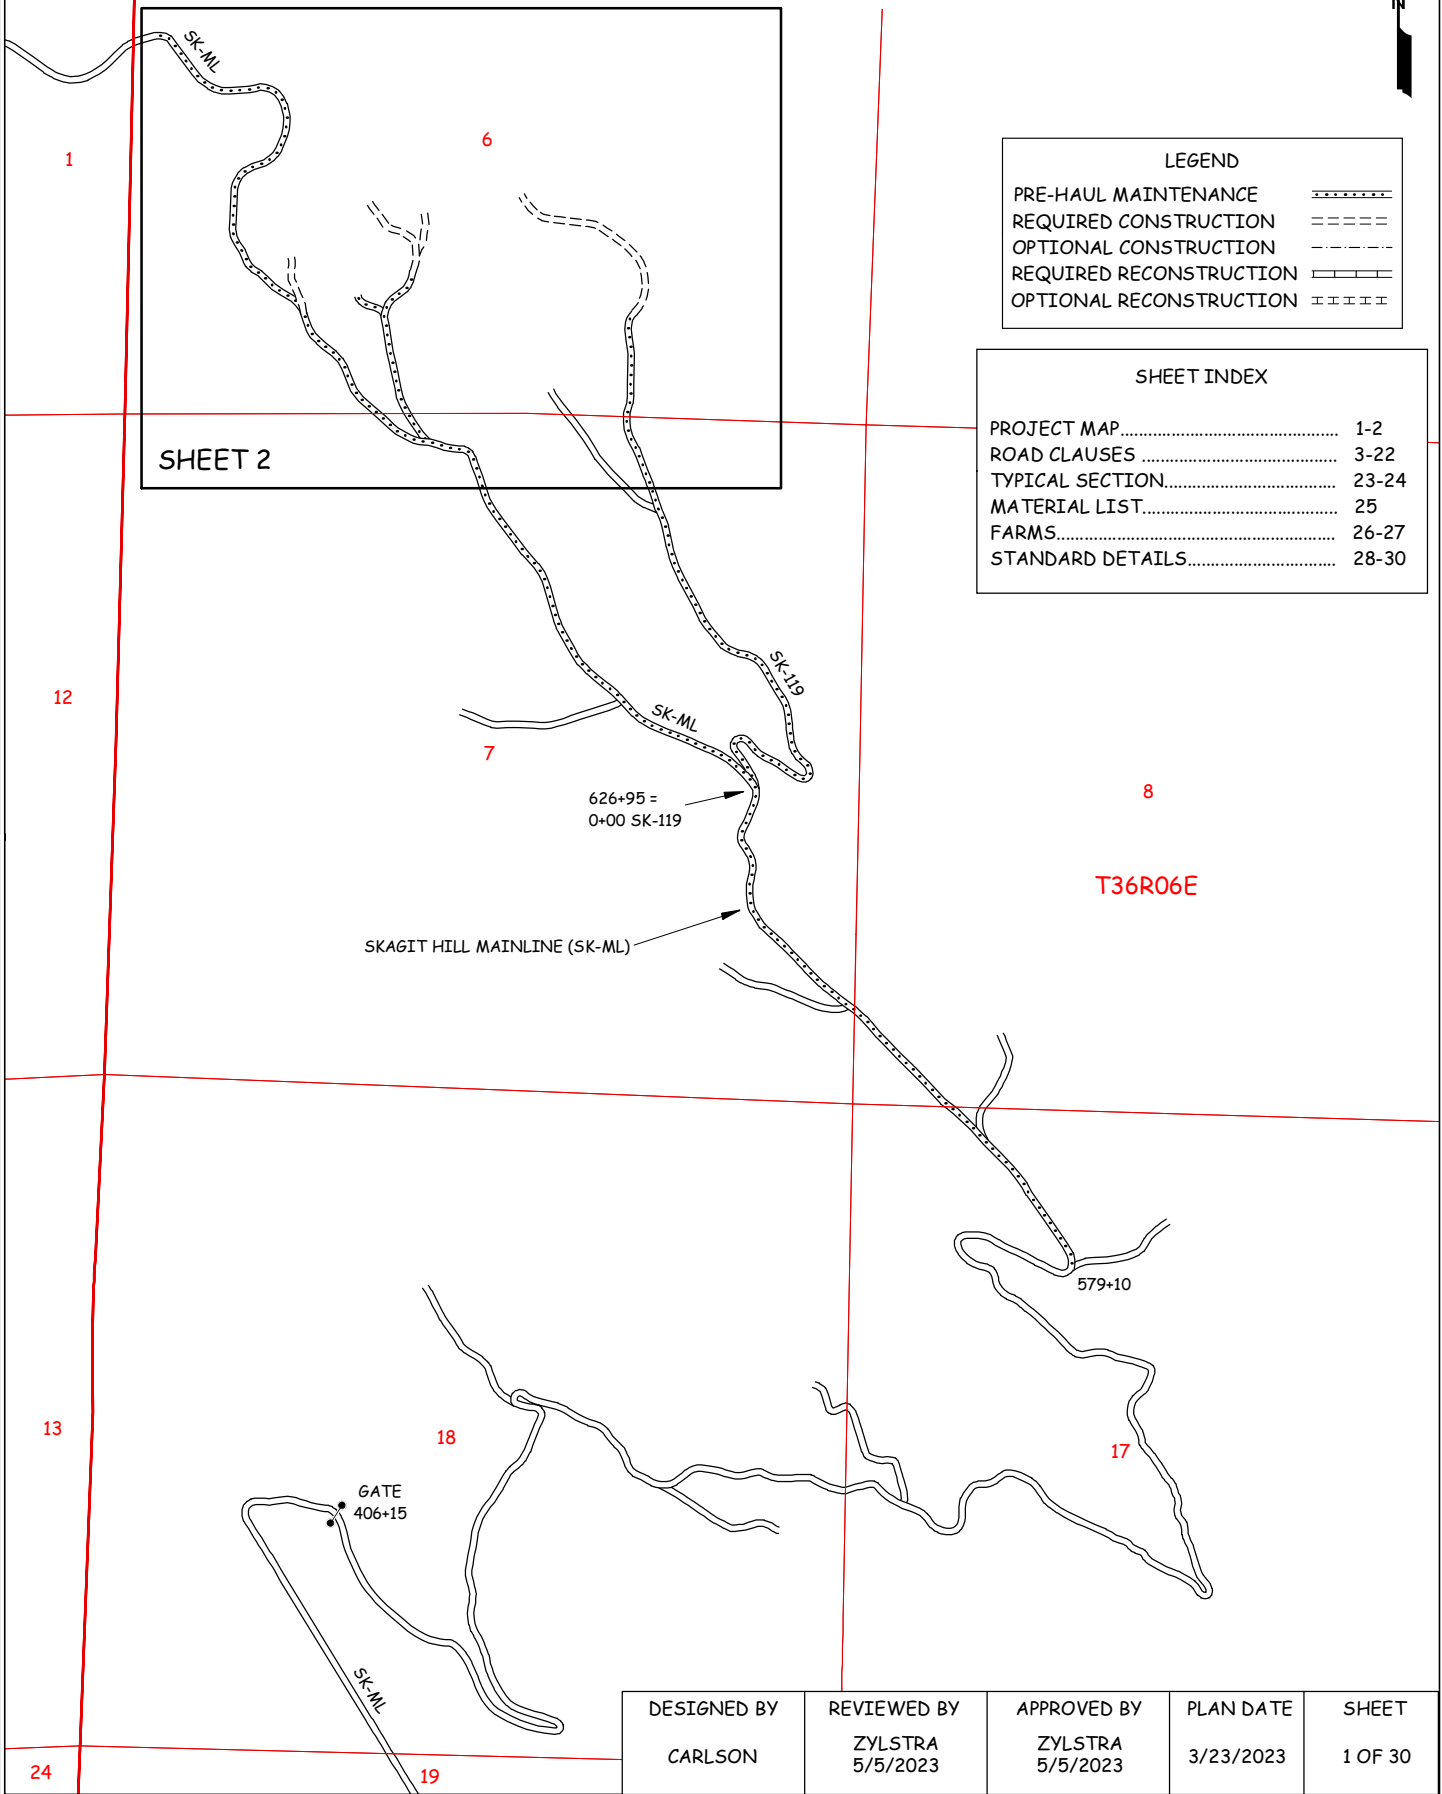 N
SK-ML
1
6
LEGEND
PRE-HAUL MAINTENANCE
REQUIRED CONSTRUCTION
OPTIONAL CONSTRUCTION
REQUIRED RECONSTRUCTION
OPTIONAL RECONSTRUCTION
SHEET INDEX
PROJECT MAP............................................ 1-2
ROAD CLAUSES ....................................... 3-22
TYPICAL SECTION.................................. 23-24
MATERIAL LIST....................................... 25
FARMS........................................................ 26-27
STANDARD DETAILS.............................. 28-30
SHEET 2
12
SK-119
SK-ML
7
626+95 =
0+00 SK-119
8
T36R06E
SKAGIT HILL MAINLINE (SK-ML)
579+10
13
18
17
GATE
406+15
SK-ML
24
19
DESIGNED BY
CARLSON
REVIEWED BY
ZYLSTRA
5/5/2023
APPROVED BY
ZYLSTRA
5/5/2023
PLAN DATE
3/23/2023
SHEET
1 OF 30